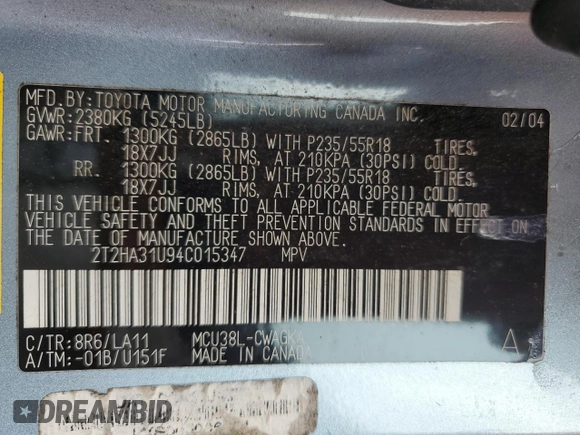 MFD.BY:TOYOTA MOTOR MANUFACTURING CANADA INC. 02/04
GVWR:2380KG (5245LB)
GAWR:FRT. 1300KG (2865LB) WITH P235/55R18 TIRES,
18X7JJ RIMS, AT 210KPA (30PSI) COLD.
RR. 1300KG (2865LB) WITH P235/55R18 TIRES,
18X7JJ RIMS, AT 210KPA (30PSI) COLD.
THIS VEHICLE CONFORMS TO ALL APPLICABLE FEDERAL MOTOR
VEHICLE SAFETY AND THEFT PREVENTION STANDARDS IN EFFECT ON
THE DATE OF MANUFACTURE SHOWN ABOVE.
2T2HA31U94C015347 MPV
C/TR:8R6/LA11 MCU38L-CWAGKA A
A/TM:-01B/U151F MADE IN CANADA
DREAMBID